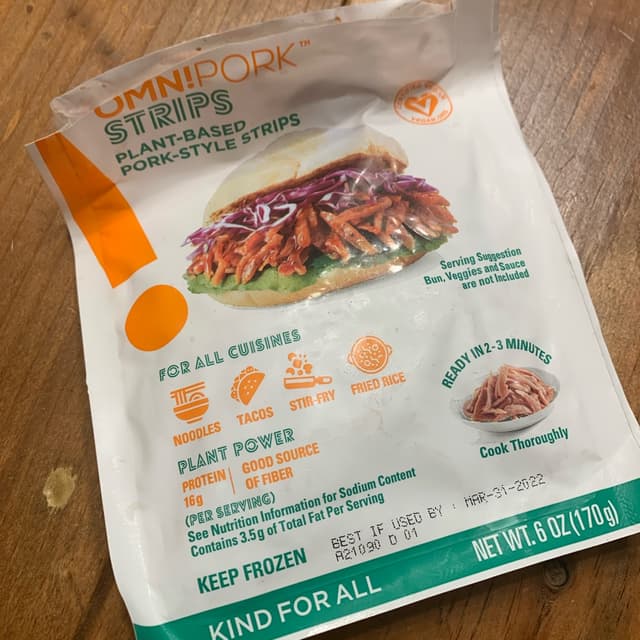 OMN!PORK™
STRIPS
PLANT-BASED
PORK-STYLE STRIPS
Serving Suggestion
Bun, Veggies and Sauce
are not Included
FOR ALL CUISINES
NOODLES
TACOS
STIR-FRY
FRIED RICE
READY IN 2-3 MINUTES
Cook Thoroughly
PLANT POWER
PROTEIN
16g
GOOD SOURCE
OF FIBER
(PER SERVING)
See Nutrition Information for Sodium Content
Contains 3.5g of Total Fat Per Serving
BEST IF USED BY : MAR-31-2022
A21090 D 01
KEEP FROZEN
NET WT. 6 OZ (170g)
KIND FOR ALL